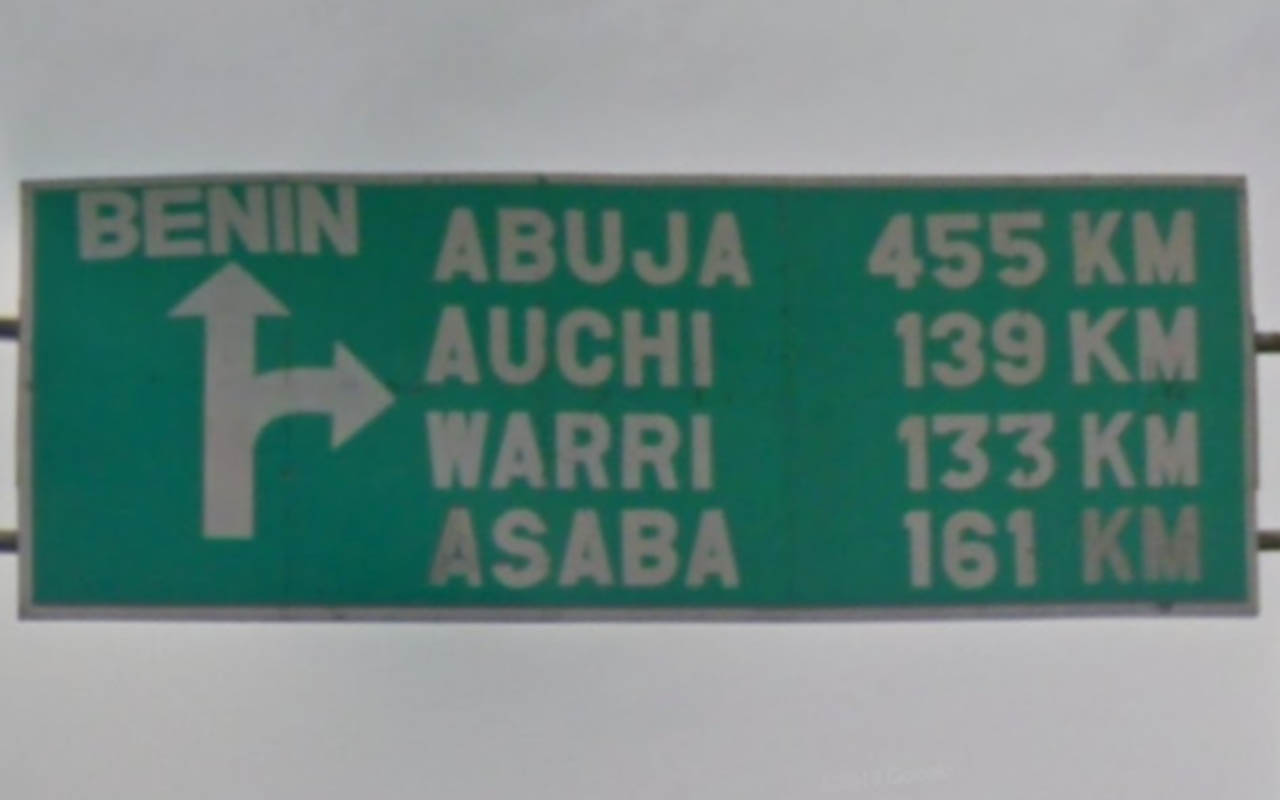 BENIN
ABUJA 455 KM
AUCHI 139 KM
WARRI 133 KM
ASABA 161 KM